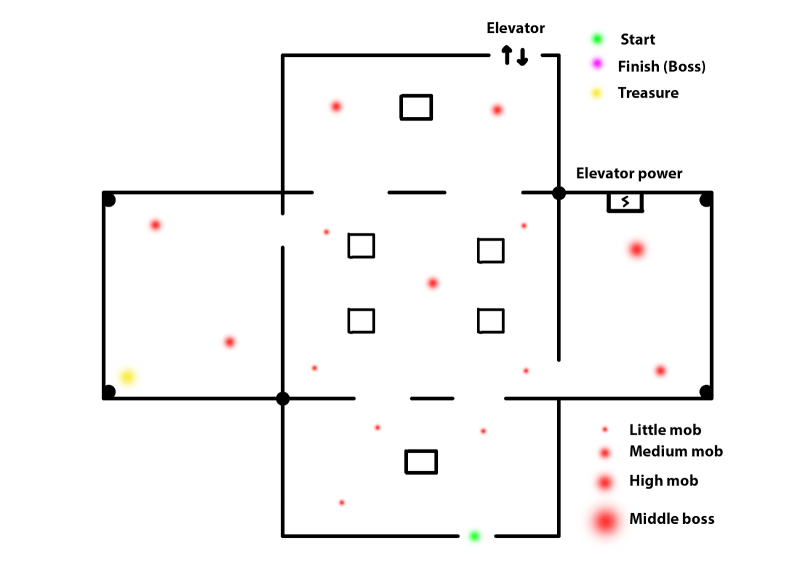 Elevator
Start
Finish (Boss)
Treasure
Elevator power
Little mob
Medium mob
High mob
Middle boss